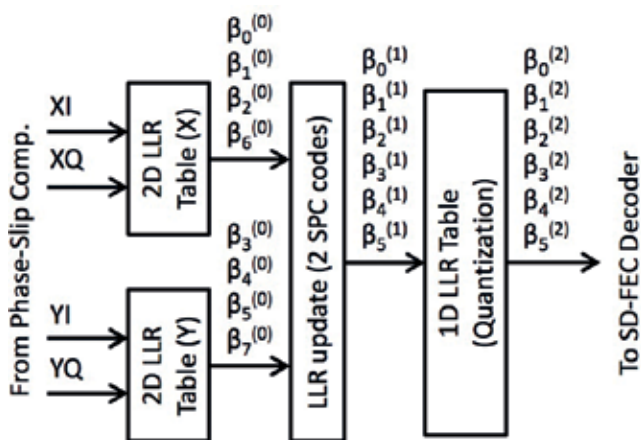 From Phase-Slip Comp.
XI
XQ
YI
YQ
2D LLR
Table (X)
2D LLR
Table (Y)
β₀⁽⁰⁾
β₁⁽⁰⁾
β₂⁽⁰⁾
β₆⁽⁰⁾
β₃⁽⁰⁾
β₄⁽⁰⁾
β₅⁽⁰⁾
β₇⁽⁰⁾
LLR update (2 SPC codes)
β₀⁽¹⁾
β₁⁽¹⁾
β₂⁽¹⁾
β₃⁽¹⁾
β₄⁽¹⁾
β₅⁽¹⁾
1D LLR Table
(Quantization)
β₀⁽²⁾
β₁⁽²⁾
β₂⁽²⁾
β₃⁽²⁾
β₄⁽²⁾
β₅⁽²⁾
To SD-FEC Decoder